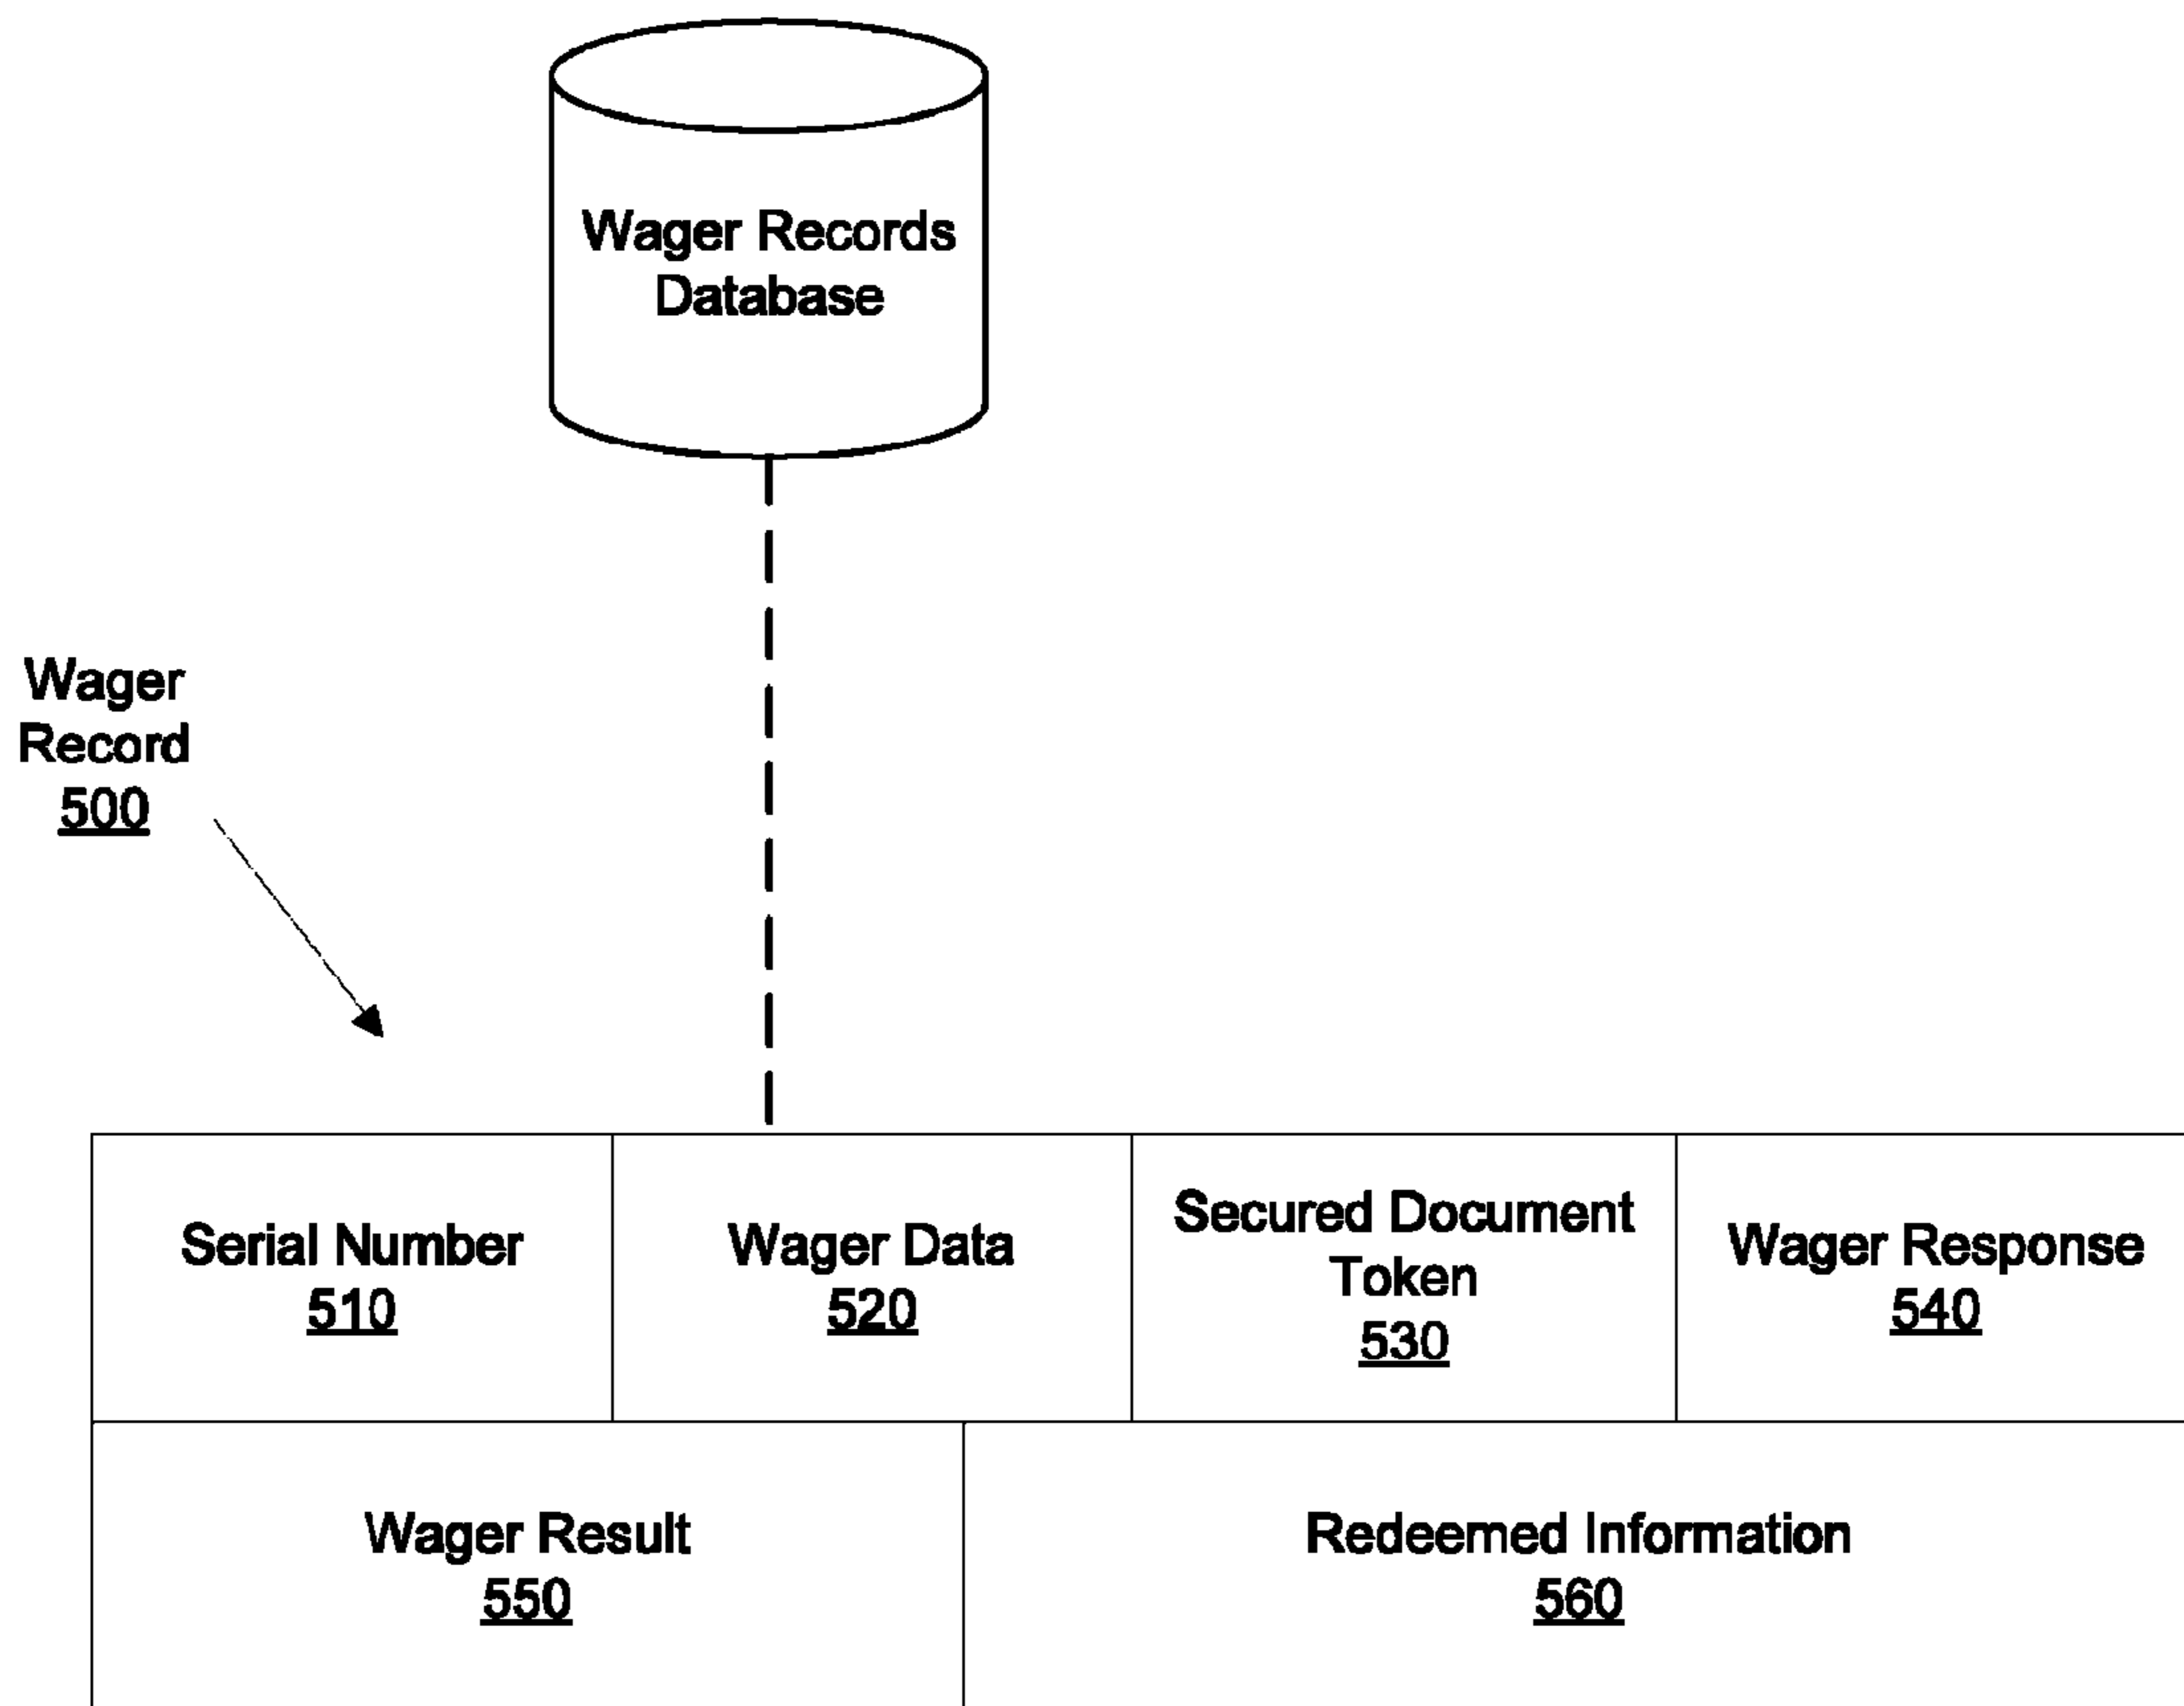 Wager Records
Database
Wager
Record
500
Serial Number
510
Wager Data
520
Secured Document
Token
530
Wager Response
540
Wager Result
550
Redeemed Information
560